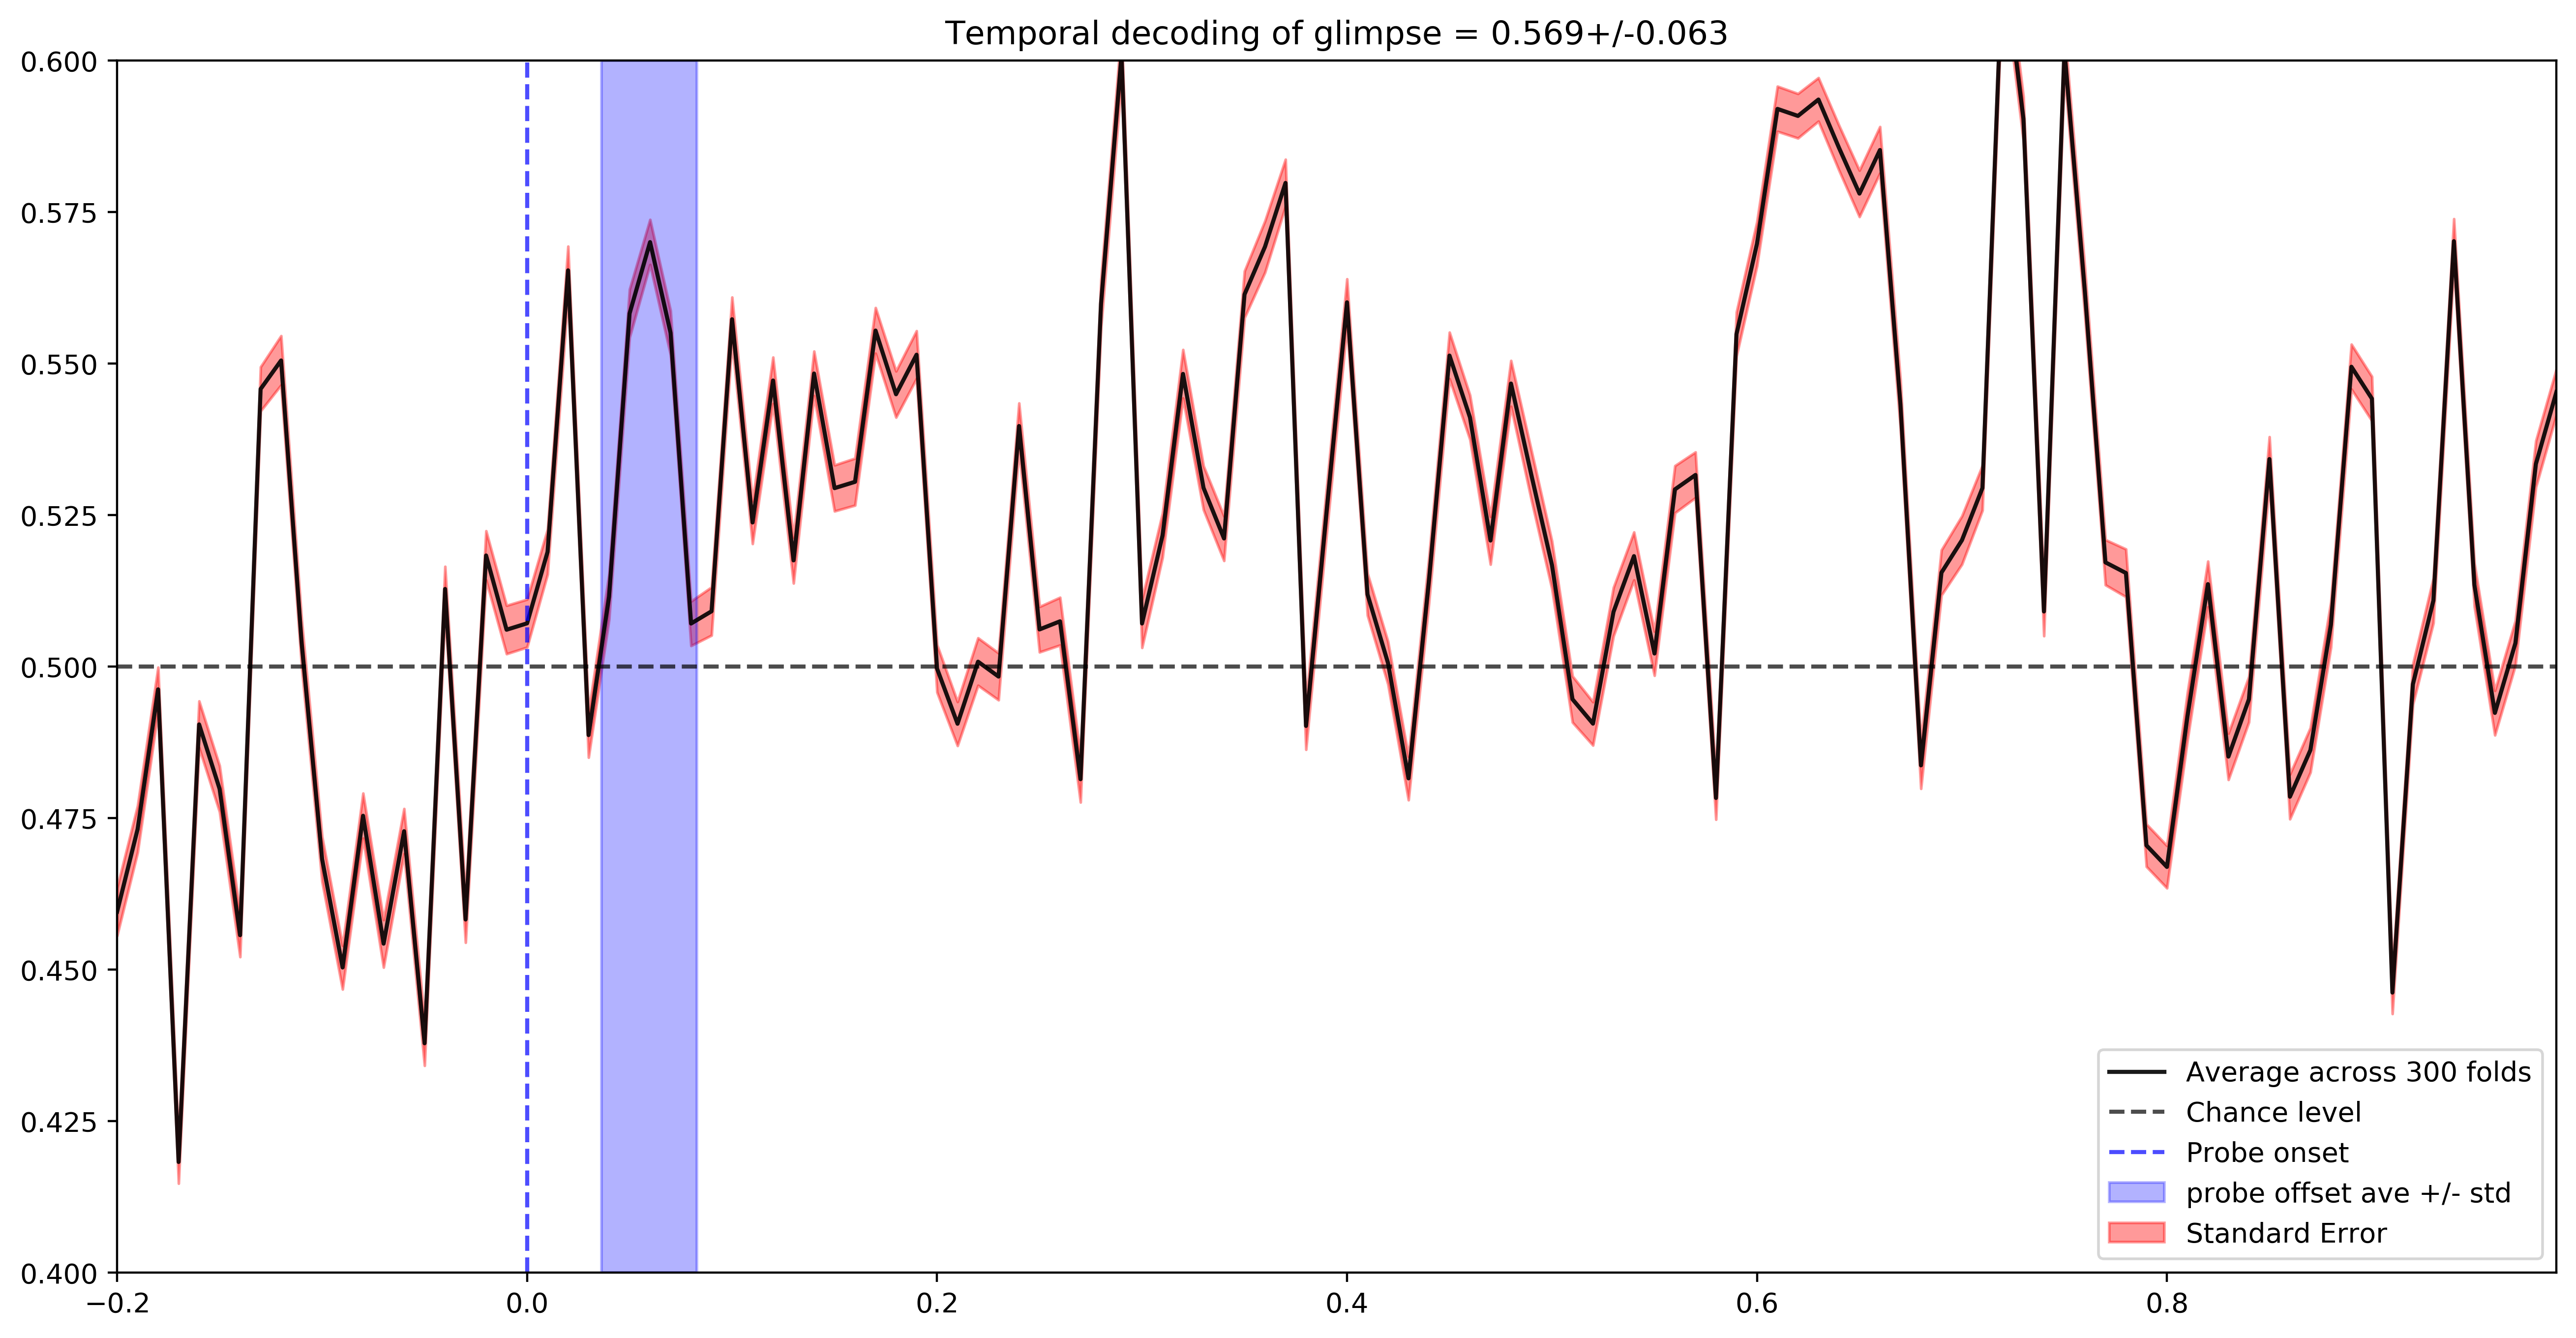 Temporal decoding of glimpse = 0.569+/-0.063
0.600
0.575
0.550
0.525
0.500
0.475
0.450
0.425
0.400
−0.2
0.0
0.2
0.4
0.6
0.8
Average across 300 folds
Chance level
Probe onset
probe offset ave +/- std
Standard Error